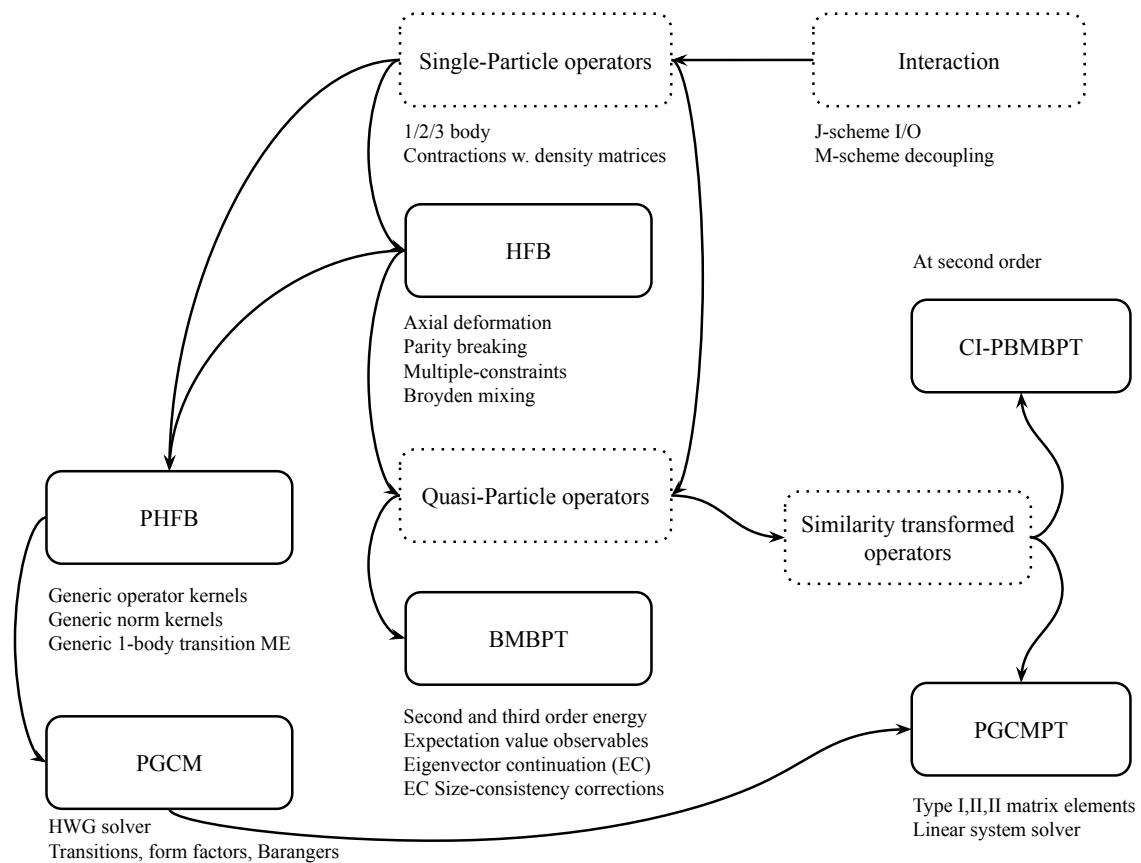 Single-Particle operators
Interaction
1/2/3 body
Contractions w. density matrices
J-scheme I/O
M-scheme decoupling
HFB
At second order
Axial deformation
Parity breaking
Multiple-constraints
Broyden mixing
CI-PBMBPT
PHFB
Quasi-Particle operators
Similarity transformed
operators
Generic operator kernels
Generic norm kernels
Generic 1-body transition ME
BMBPT
Second and third order energy
Expectation value observables
Eigenvector continuation (EC)
EC Size-consistency corrections
PGCM
PGCMPT
HWG solver
Transitions, form factors, Barangers
Type I,II,II matrix elements
Linear system solver